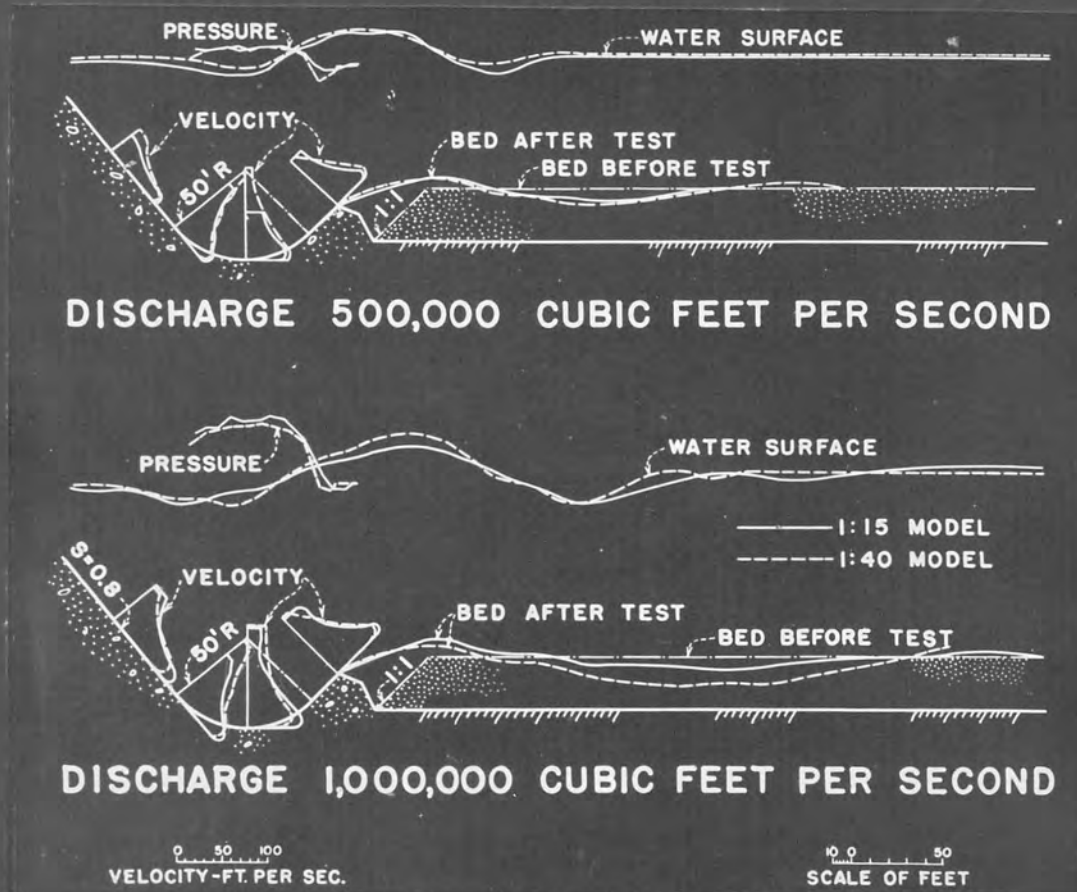 PRESSURE
WATER SURFACE
VELOCITY
BED AFTER TEST
BED BEFORE TEST
50'R
1:1
DISCHARGE 500,000 CUBIC FEET PER SECOND
PRESSURE
WATER SURFACE
1:15 MODEL
1:40 MODEL
S=0.8
VELOCITY
BED AFTER TEST
BED BEFORE TEST
50'R
1:1
DISCHARGE 1,000,000 CUBIC FEET PER SECOND
0 50 100
VELOCITY-FT. PER SEC.
10 0 50
SCALE OF FEET